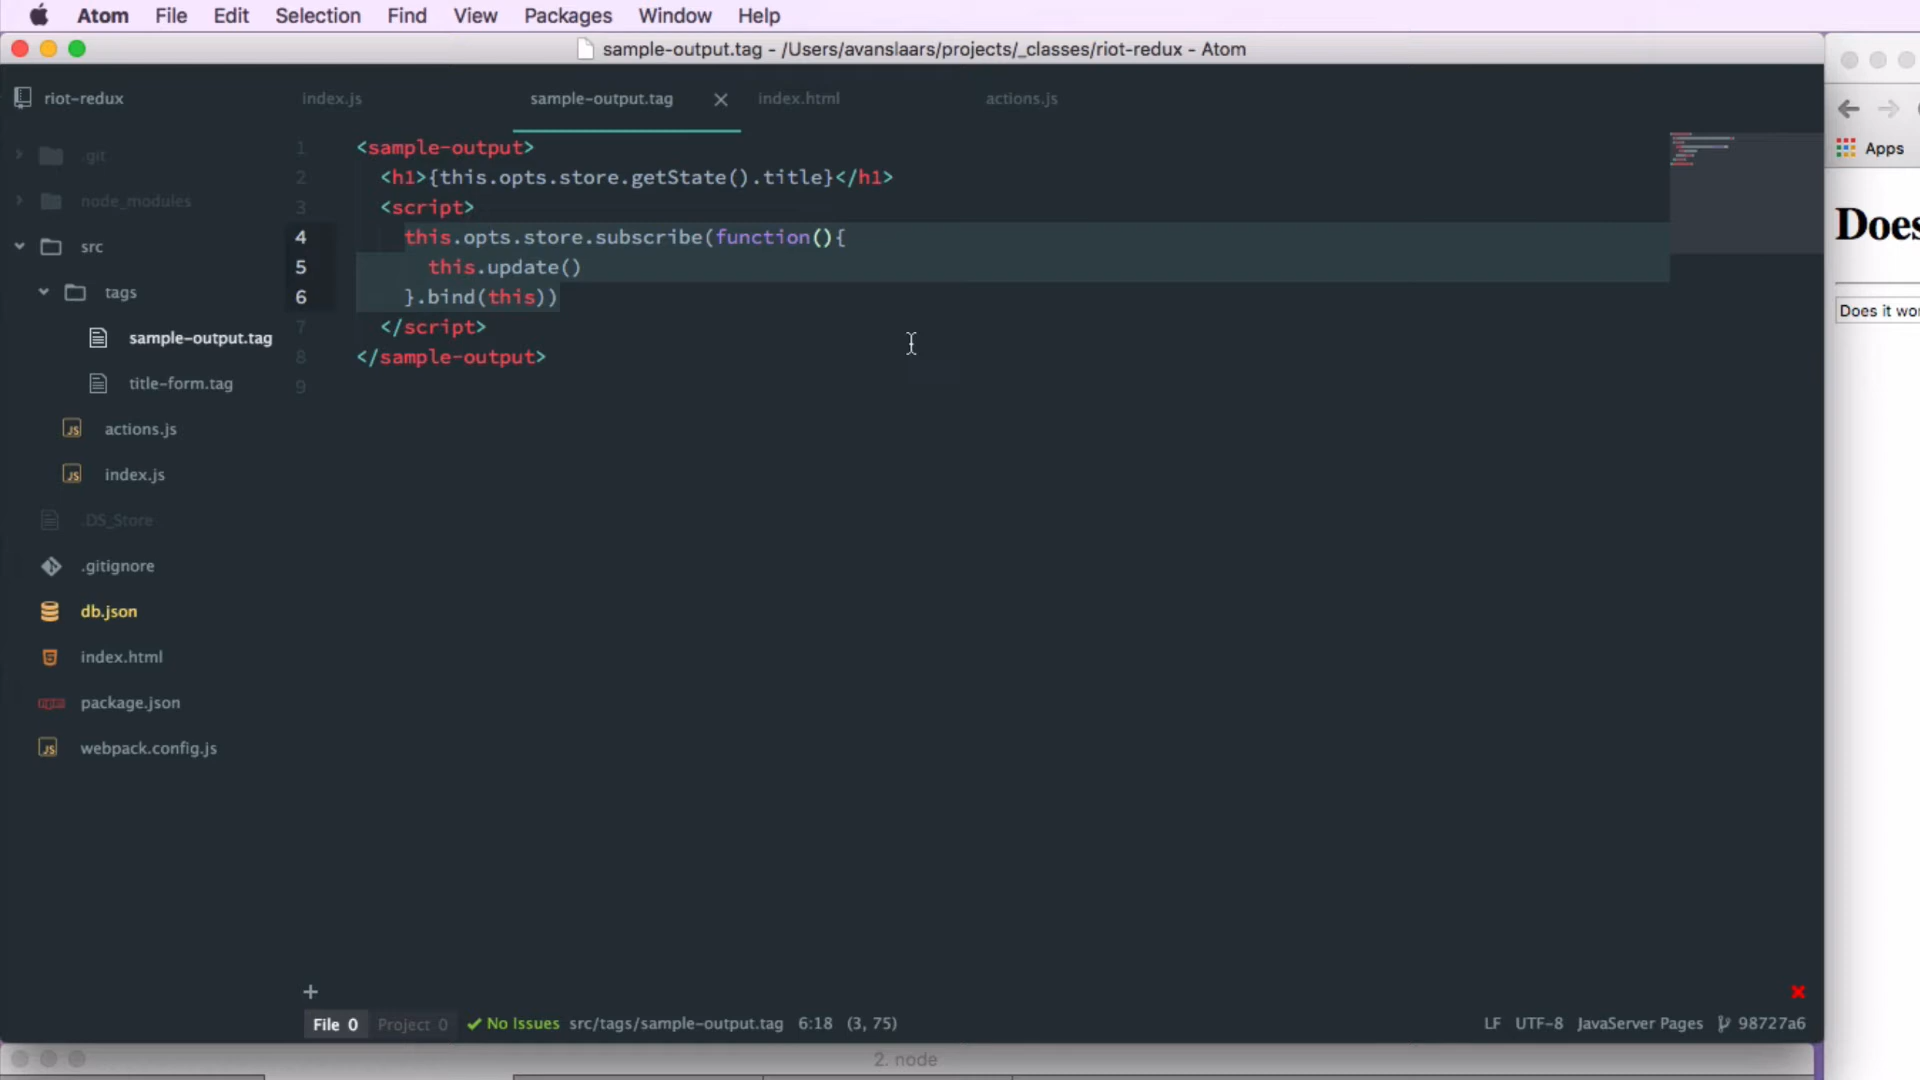 Atom File Edit Selection Find View Packages Window Help
sample-output.tag - /Users/avanslaars/projects/_classes/riot-redux - Atom
riot-redux
index.js
sample-output.tag
index.html
actions.js
.git
node_modules
src
tags
sample-output.tag
title-form.tag
actions.js
index.js
.DS_Store
.gitignore
db.json
index.html
package.json
webpack.config.js
1 <sample-output>
2 <h1>{this.opts.store.getState().title}</h1>
3 <script>
4 this.opts.store.subscribe(function(){
5 this.update()
6 }.bind(this))
7 </script>
8 </sample-output>
9
Apps
Does
Does it wor
+
File 0 Project 0 No Issues src/tags/sample-output.tag 6:18 (3, 75)
LF UTF-8 JavaServer Pages 98727a6
2. node